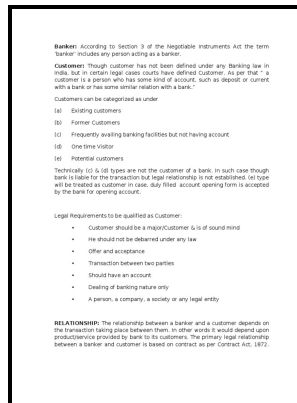 Banker: According to Section 3 of the Negotiable Instruments Act the term
'banker' includes any person acting as a banker.
Customer: Though customer has not been defined under any Banking law in
India, but in certain legal cases courts have defined Customer. As per that " a
customer is a person who has some kind of account, such as deposit or current
with a bank or has some similar relation with a bank."
Customers can be categorized as under
(a) Existing customers
(b) Former Customers
(c) Frequently availing banking facilities but not having account
(d) One time Visitor
(e) Potential customers
Technically (c) & (d) types are not the customer of a bank. In such case though
bank is liable for the transaction but legal relationship is not established. (e) type
will be treated as customer in case, duly filled account opening form is accepted
by the bank for opening account.
Legal Requirements to be qualified as Customer:
• Customer should be a major/Customer & is of sound mind
• He should not be debarred under any law
• Offer and acceptance
• Transaction between two parties
• Should have an account
• Dealing of banking nature only
• A person, a company, a society or any legal entity
RELATIONSHIP: The relationship between a banker and a customer depends on
the transaction taking place between them. In other words it would depend upon
product/service provided by bank to its customers. The primary legal relationship
between a banker and customer is based on contract as per Contract Act, 1872.